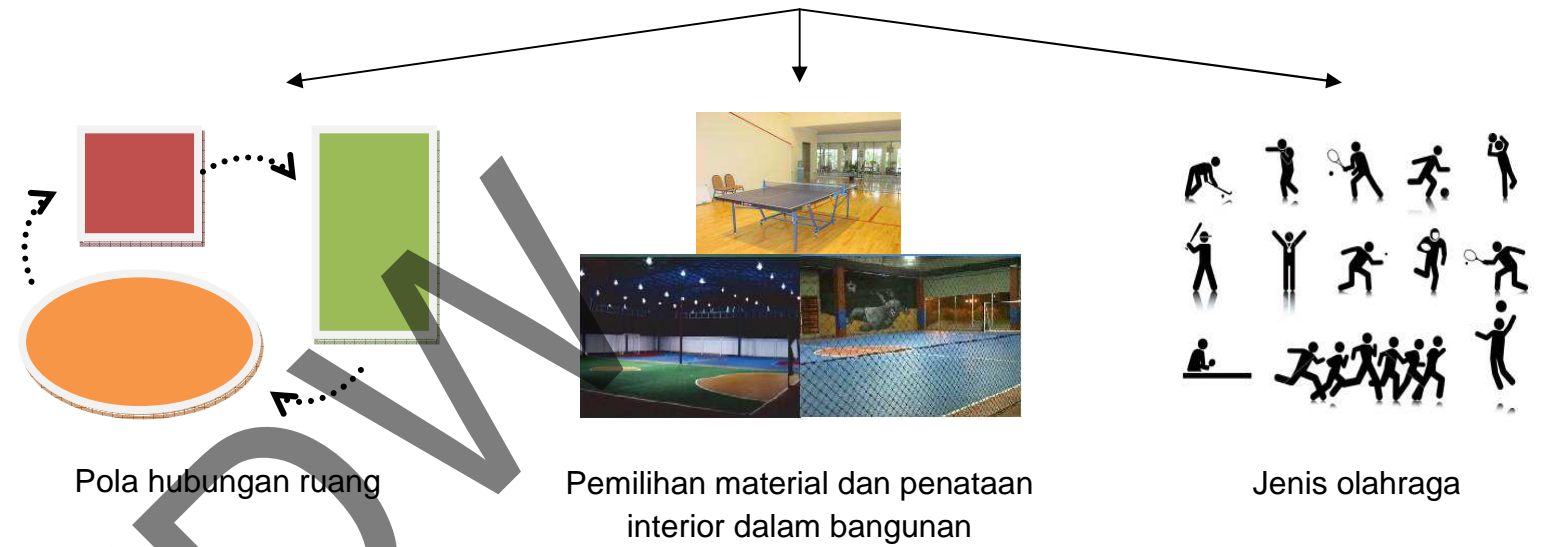 Pola hubungan ruang
Pemilihan material dan penataan
interior dalam bangunan
Jenis olahraga